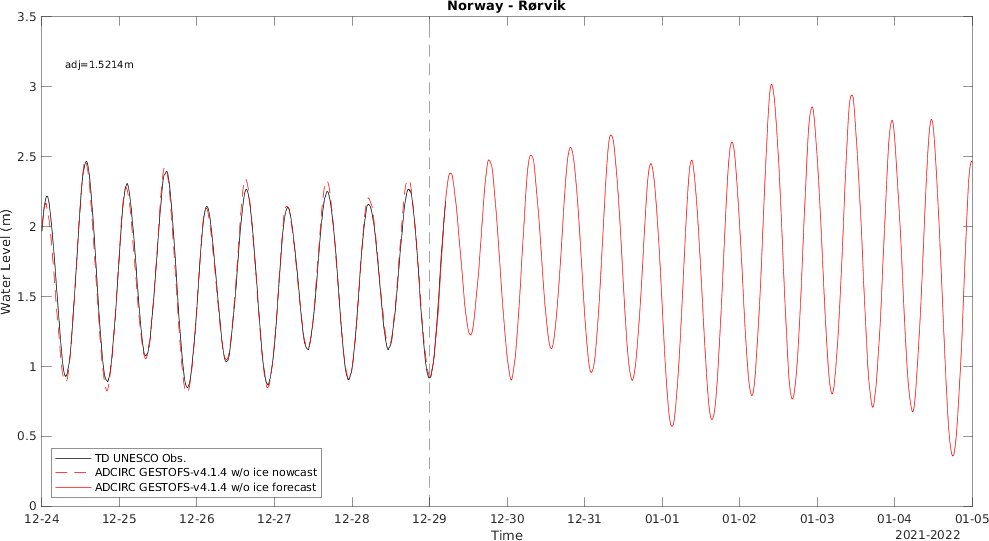 Norway - Rørvik
3.5
adj=1.5214m
3
2.5
2
Water Level (m)
1.5
1
0.5
TD UNESCO Obs.
ADCIRC GESTOFS-v4.1.4 w/o ice nowcast
ADCIRC GESTOFS-v4.1.4 w/o ice forecast
0
12-24 12-25 12-26 12-27 12-28 12-29 12-30 12-31 01-01 01-02 01-03 01-04 01-05
Time
2021-2022